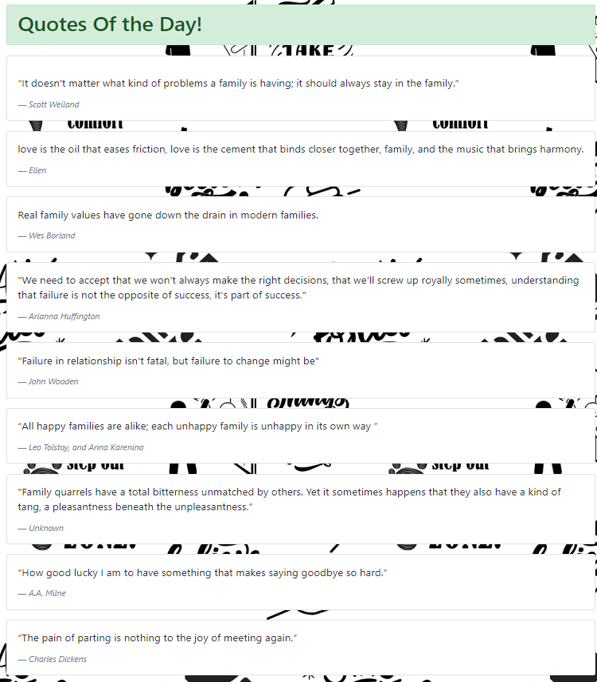 Quotes Of the Day!
TAKE
"It doesn't matter what kind of problems a family is having; it should always stay in the family."
— Scott Weiland
comfort
comfort
love is the oil that eases friction, love is the cement that binds closer together, family, and the music that brings harmony.
— Ellen
Real family values have gone down the drain in modern families.
— Wes Borland
"We need to accept that we won't always make the right decisions, that we'll screw up royally sometimes, understanding
that failure is not the opposite of success, it's part of success."
— Arianna Huffington
"Failure in relationship isn't fatal, but failure to change might be"
— John Wooden
"All happy families are alike; each unhappy family is unhappy in its own way "
— Leo Tolstoy, and Anna Karenina
step out
step out
"Family quarrels have a total bitterness unmatched by others. Yet it sometimes happens that they also have a kind of
tang, a pleasantness beneath the unpleasantness."
— Unknown
"How good lucky I am to have something that makes saying goodbye so hard."
— A.A. Milne
"The pain of parting is nothing to the joy of meeting again."
— Charles Dickens